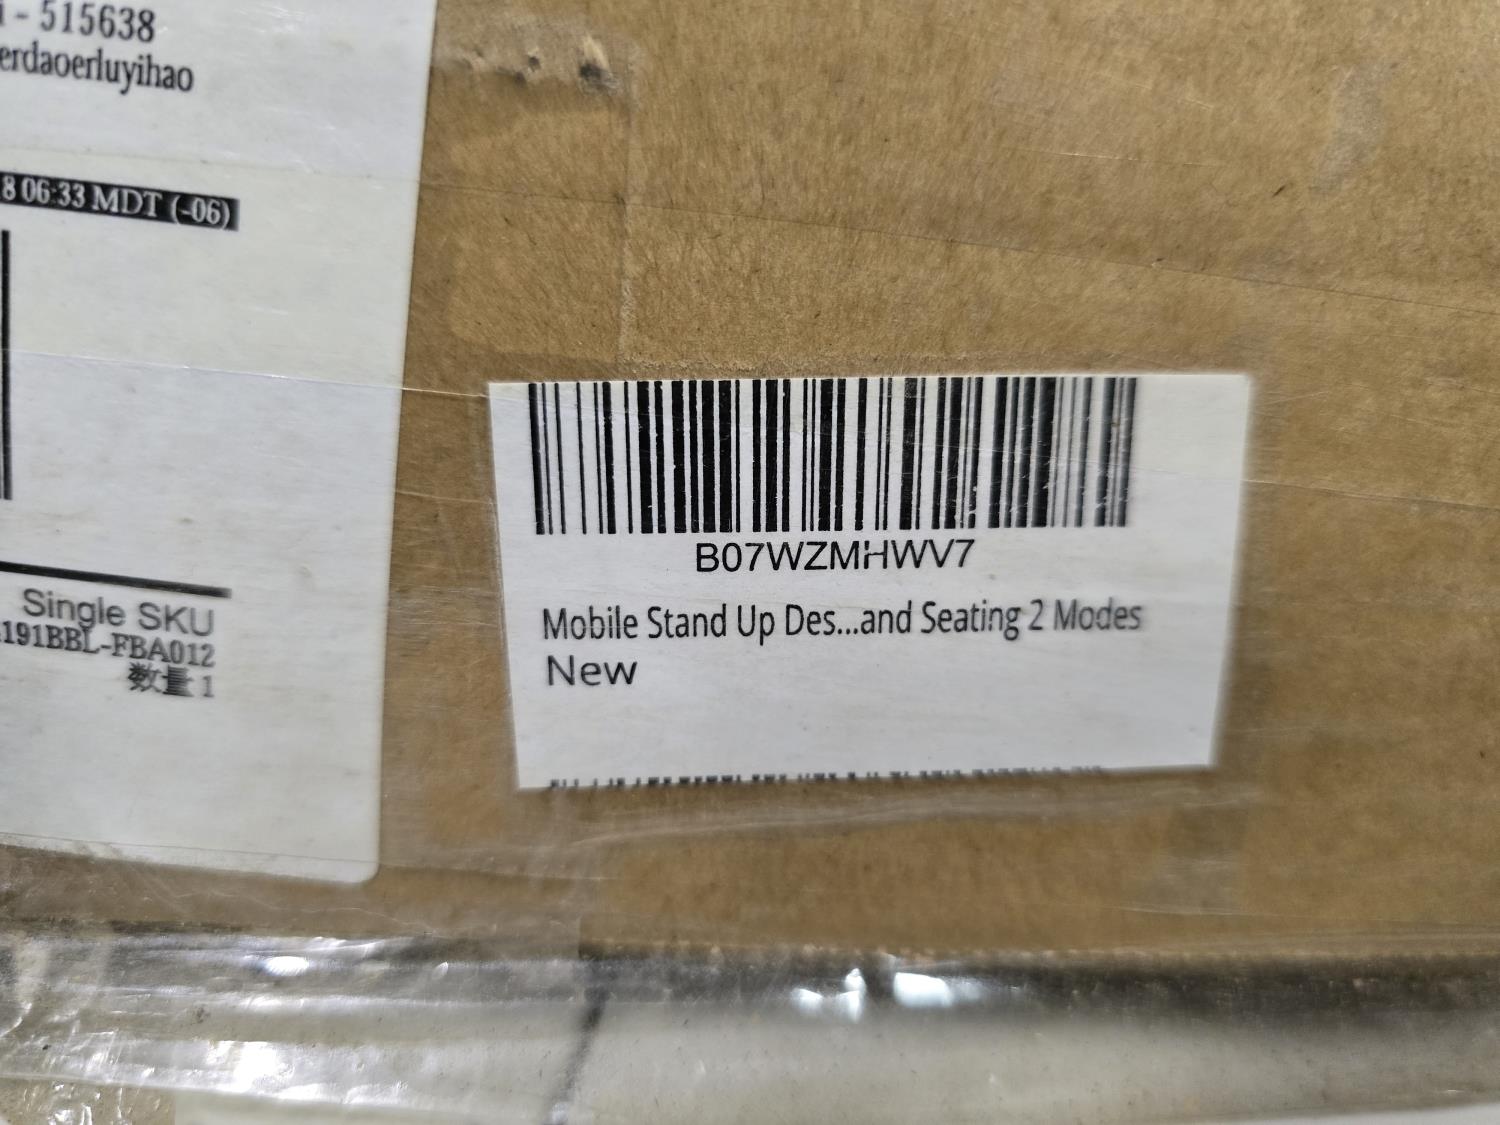 - 515638
erdaoerluyihao
8 06:33 MDT (-06)
Single SKU
191BBL-FBA012
数量 1
B07WZMHWV7
Mobile Stand Up Des...and Seating 2 Modes
New